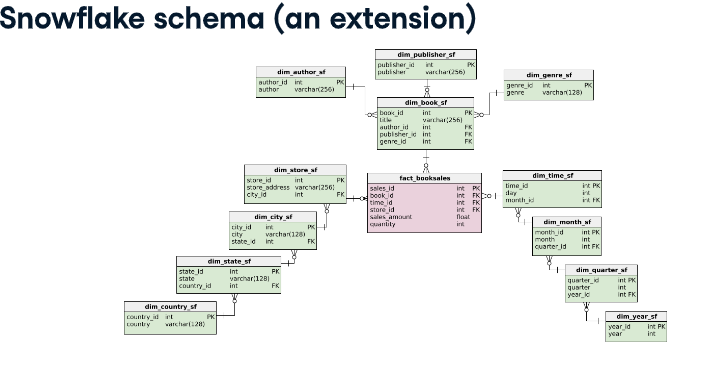 Snowflake schema (an extension)
dim_publisher_sf
publisher_id int PK
publisher varchar(256)
dim_author_sf
author_id int PK
author varchar(256)
dim_genre_sf
genre_id int PK
genre varchar(128)
dim_book_sf
book_id int PK
title varchar(256)
author_id int FK
publisher_id int FK
genre_id int FK
dim_store_sf
store_id int PK
store_address varchar(256)
city_id int FK
fact_booksales
sales_id int PK
book_id int FK
time_id int FK
store_id int FK
sales_amount float
quantity int
dim_time_sf
time_id int PK
day int
month_id int FK
dim_city_sf
city_id int PK
city varchar(128)
state_id int FK
dim_month_sf
month_id int PK
month int
quarter_id int FK
dim_state_sf
state_id int PK
state varchar(128)
country_id int FK
dim_quarter_sf
quarter_id int PK
quarter int
year_id int FK
dim_country_sf
country_id int PK
country varchar(128)
dim_year_sf
year_id int PK
year int